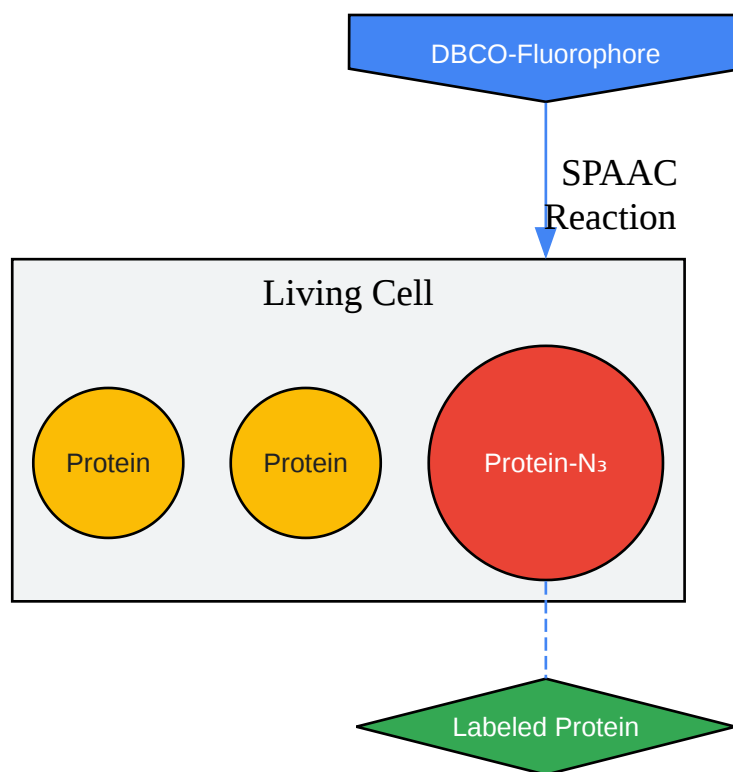 DBCO-Fluorophore
SPAAC
Reaction
Living Cell
Protein
Protein
Protein-N₃
Labeled Protein